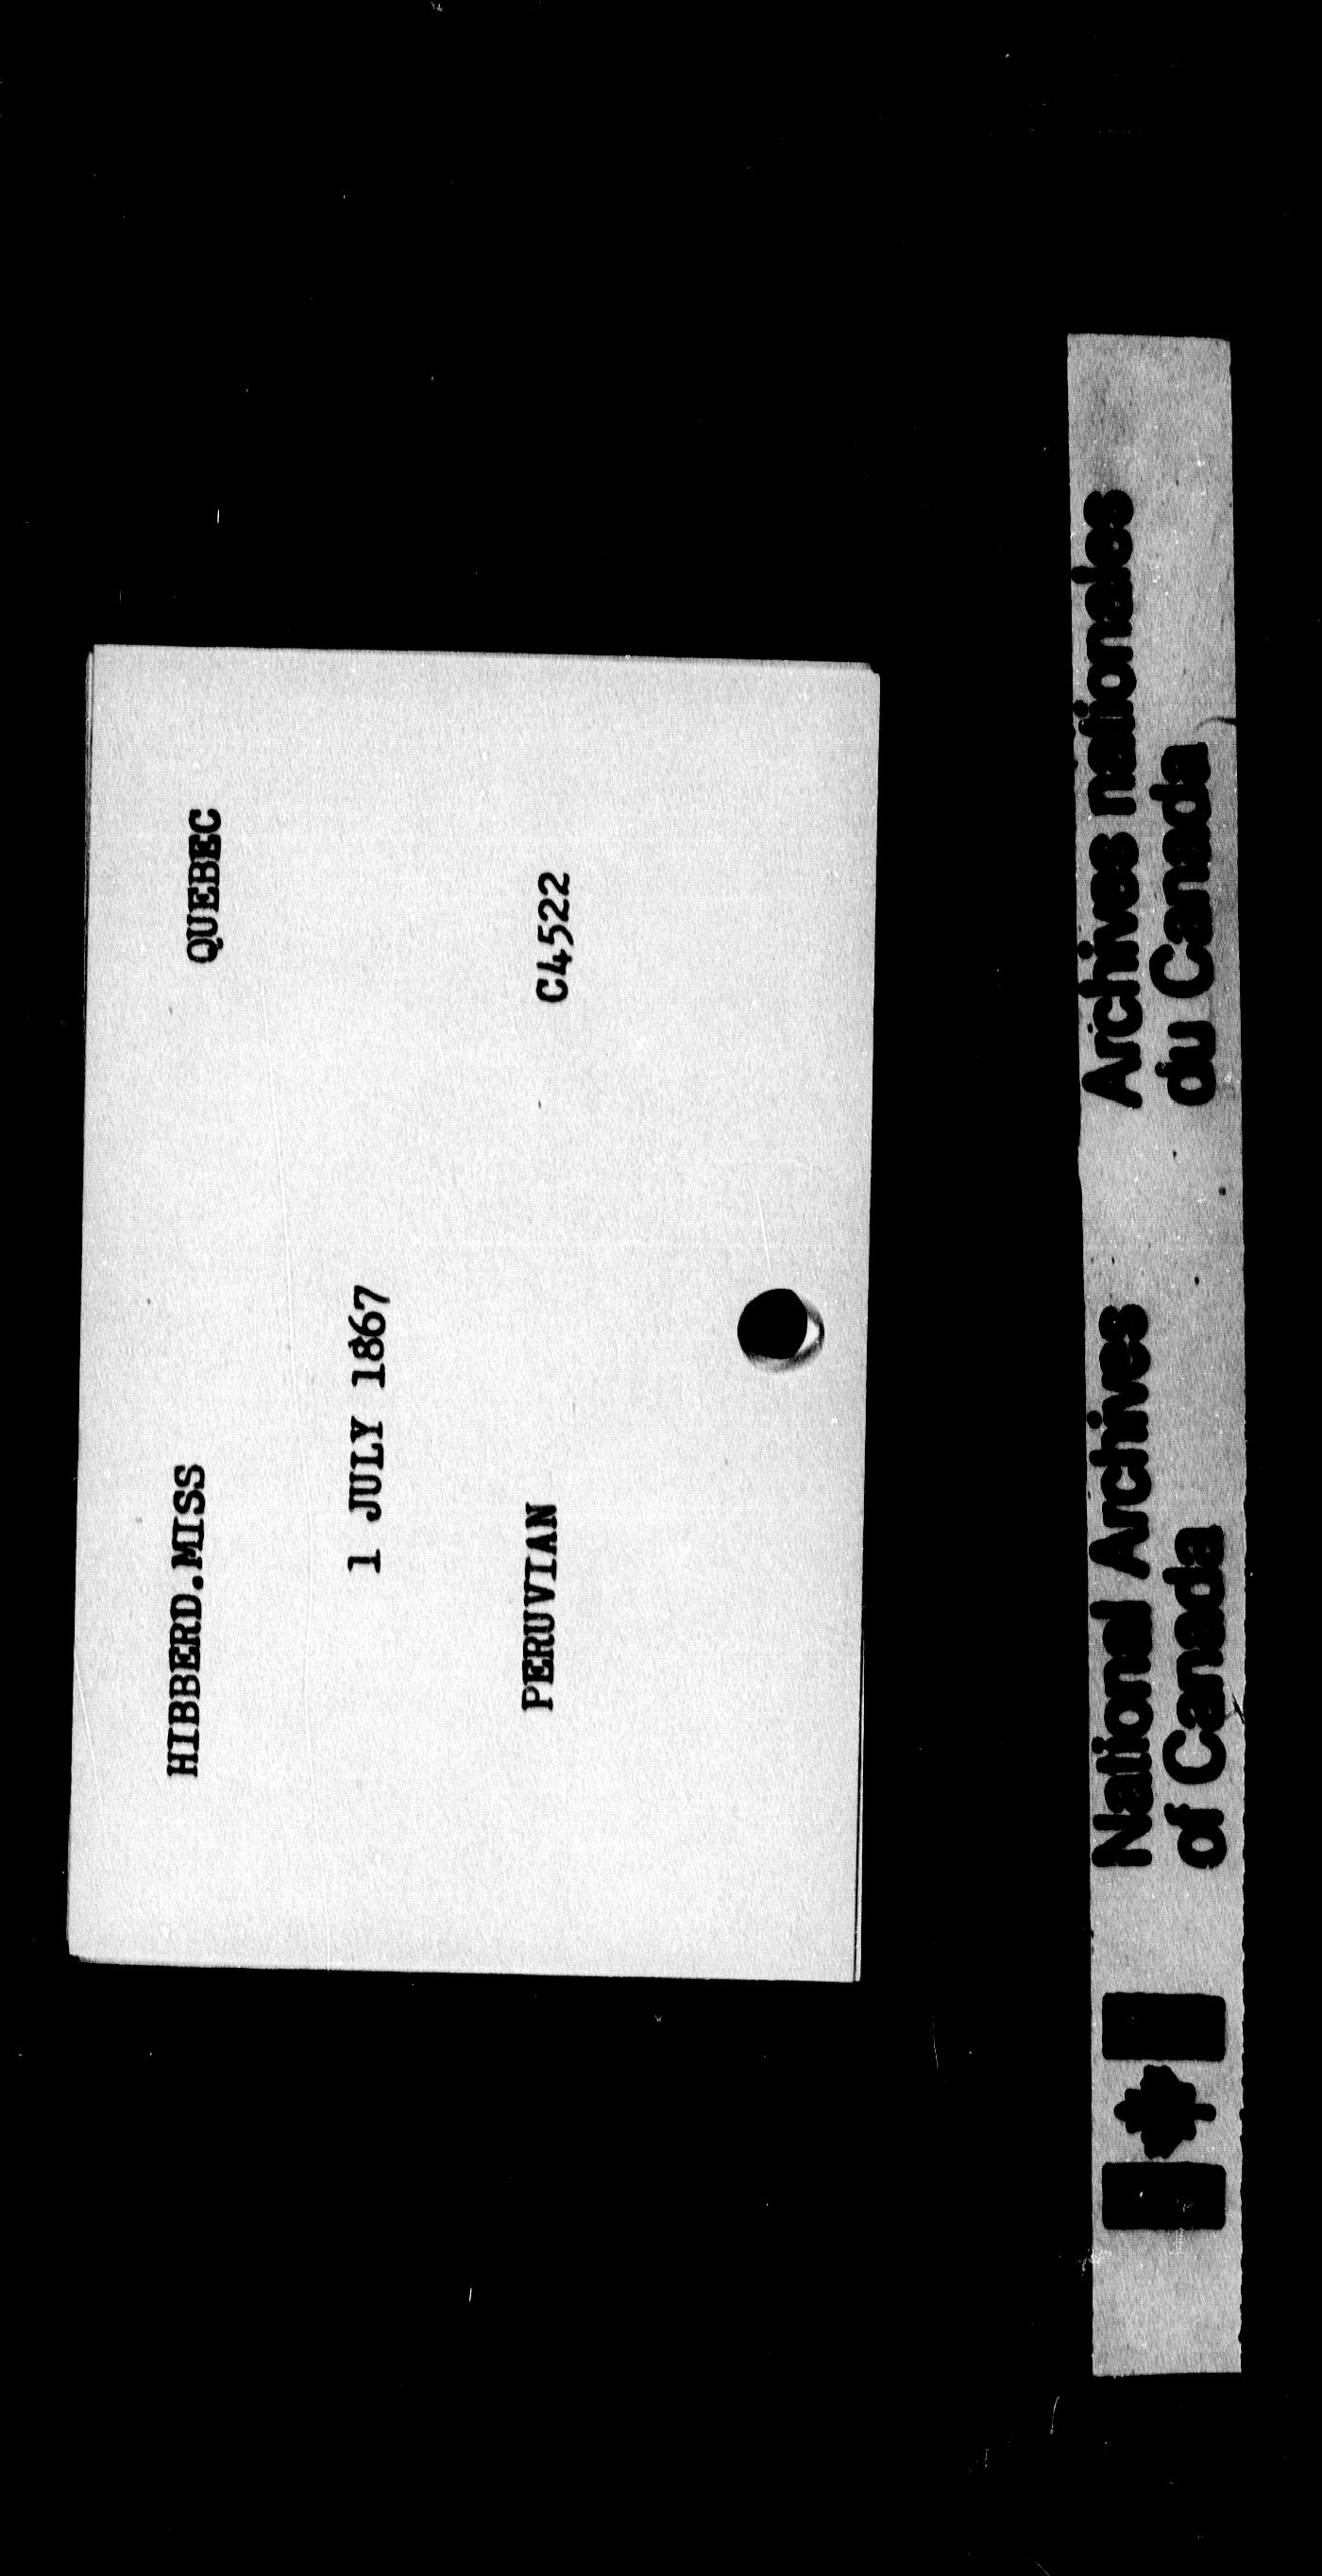 HIBBERD.MISS QUEBEC
1 JULY 1867
PERUVIAN C4522
National Archives Archives nationales
of Canada du Canada